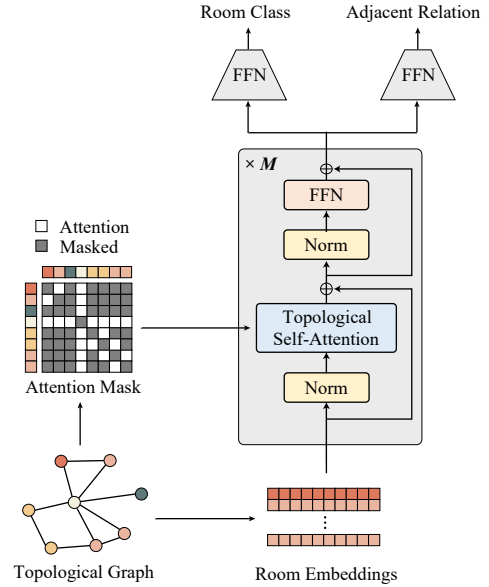 Room Class
Adjacent Relation
FFN
FFN
× M
FFN
Norm
Attention
Masked
Topological
Self-Attention
Attention Mask
Norm
Topological Graph
Room Embeddings